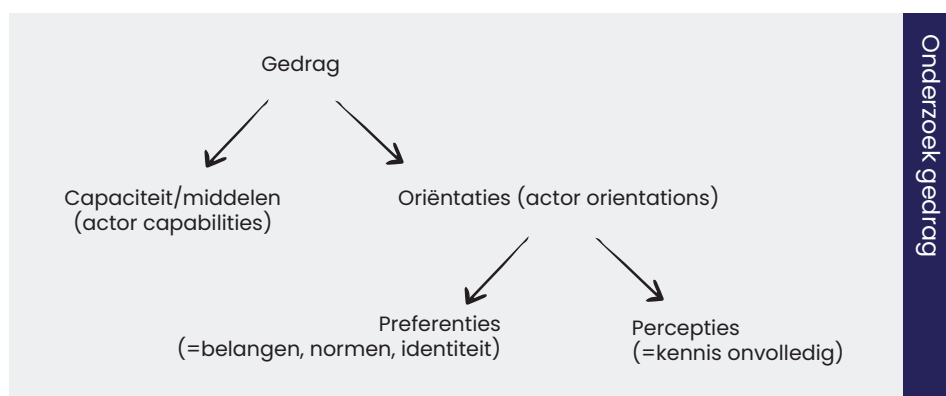 Gedrag
Capaciteit/middelen
(actor capabilities)
Oriëntaties (actor orientations)
Preferenties
(=belangen, normen, identiteit)
Percepties
(=kennis onvolledig)
Onderzoek gedrag